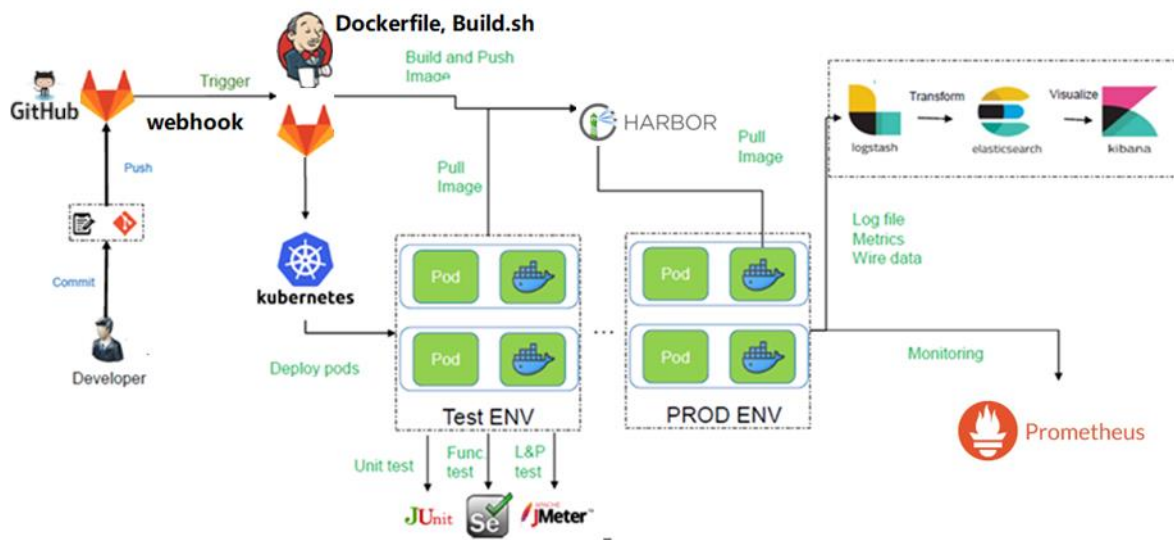 Dockerfile, Build.sh
Build and Push
Image
GitHub
Trigger
webhook
HARBOR
Transform
Visualize
logstash
elasticsearch
kibana
Push
Pull
Image
Pull
Image
Log file
Metrics
Wire data
Commit
kubernetes
Pod
Pod
Pod
Pod
...
Deploy pods
Monitoring
Developer
Test ENV
PROD ENV
Prometheus
Unit test
Func.
test
L&P
test
JUnit
Se
APACHE
JMeter™